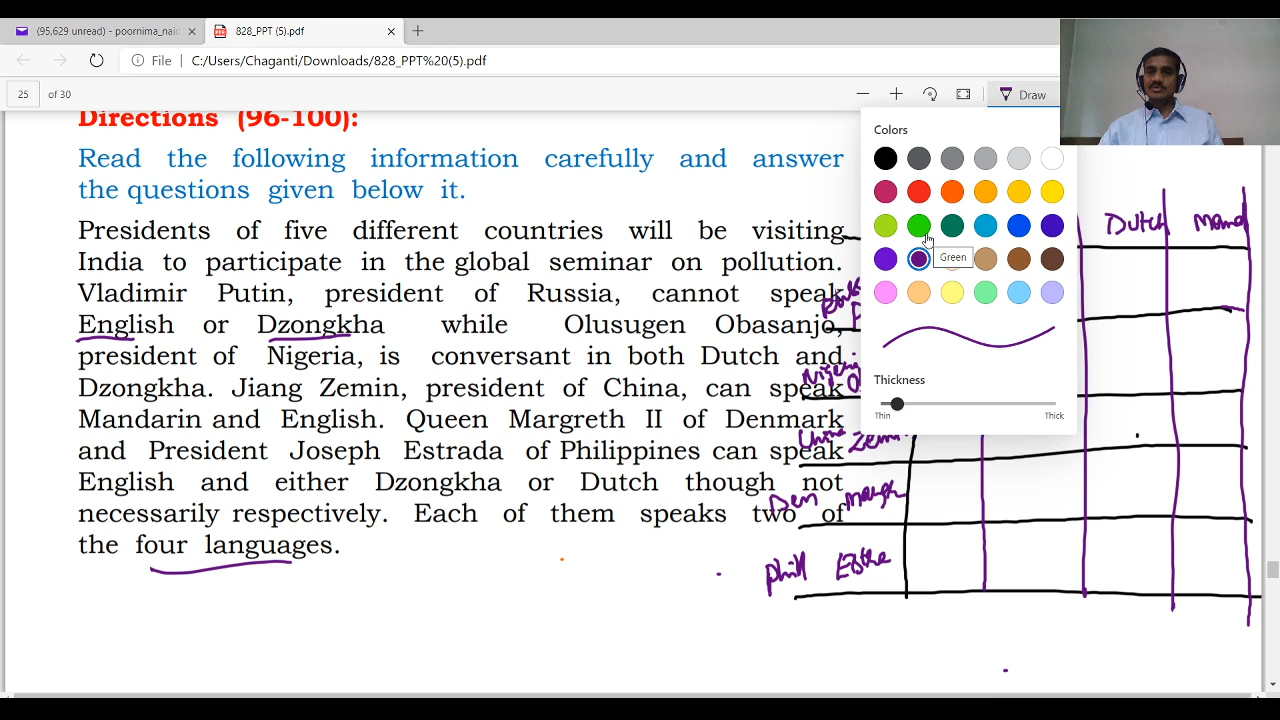 (95,629 unread) - poornima_naid
828_PPT (5).pdf
File C:/Users/Chaganti/Downloads/828_PPT%20(5).pdf
25 of 30
Draw
Directions (96-100):
Read the following information carefully and answer
the questions given below it.
Presidents of five different countries will be visiting
India to participate in the global seminar on pollution.
Vladimir Putin, president of Russia, cannot speak
English or Dzongkha while Olusugen Obasanjo,
president of Nigeria, is conversant in both Dutch and
Dzongkha. Jiang Zemin, president of China, can speak
Mandarin and English. Queen Margreth II of Denmark
and President Joseph Estrada of Philippines can speak
English and either Dzongkha or Dutch though not
necessarily respectively. Each of them speaks two of
the four languages.
Colors
Green
Thickness
Thin Thick
Dutch Mand
China Zemin
Den
Phill